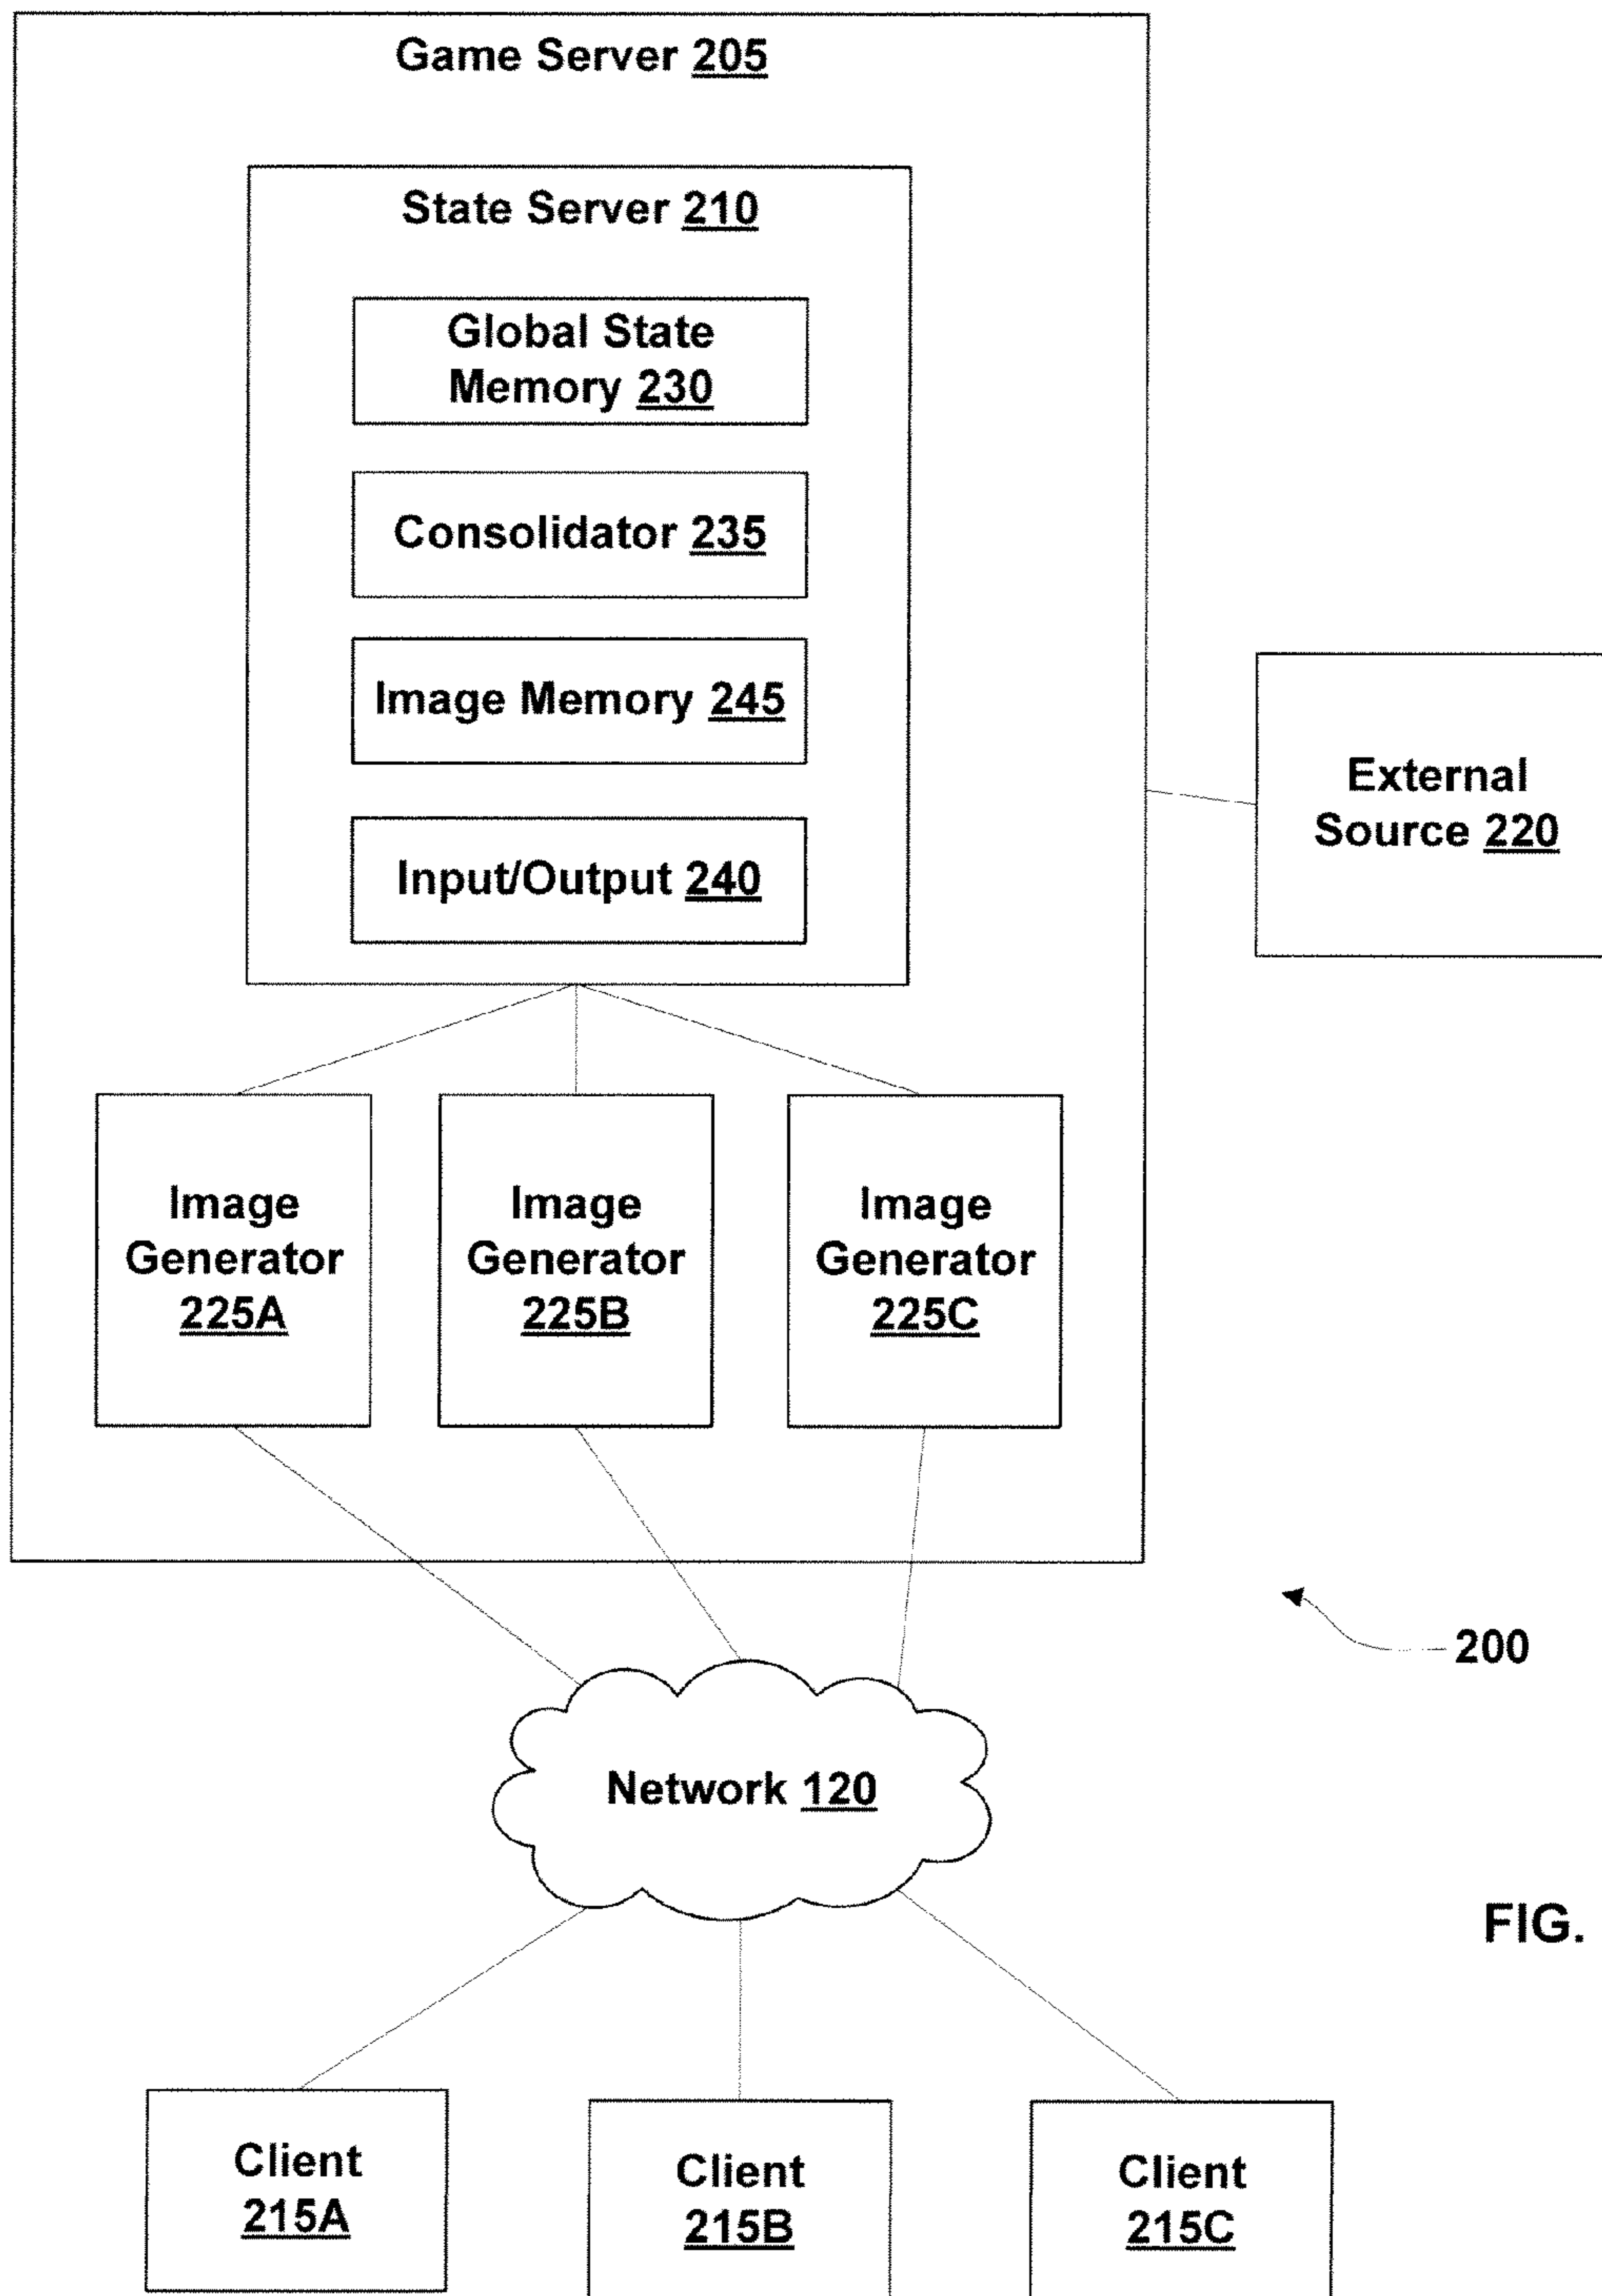 Game Server 205
State Server 210
Global State
Memory 230
Consolidator 235
Image Memory 245
Input/Output 240
External
Source 220
Image
Generator
225A
Image
Generator
225B
Image
Generator
225C
200
Network 120
FIG.
Client
215A
Client
215B
Client
215C